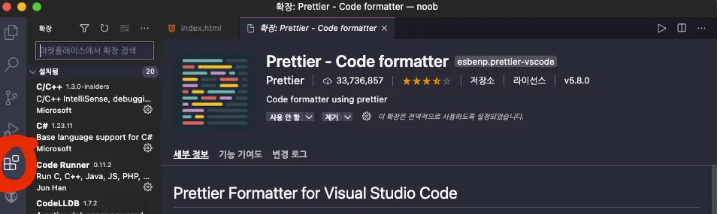 확장: Prettier - Code formatter — noob
확장
index.html
확장: Prettier - Code formatter
마켓플레이스에서 확장 검색
설치됨 20
C/C++ 1.3.0-insiders
C/C++ IntelliSense, debuggi...
Microsoft
C# 1.23.11
Base language support for C#
Microsoft
Code Runner 0.11.2
Run C, C++, Java, JS, PHP, ...
Jun Han
CodeLLDB 1.7.2
Prettier - Code formatter esbenp.prettier-vscode
Prettier 33,736,857 저장소 라이선스 v5.8.0
Code formatter using prettier
사용 안 함 제거 이 확장은 전역적으로 사용하도록 설정되었습니다.
세부 정보 기능 기여도 변경 로그
Prettier Formatter for Visual Studio Code